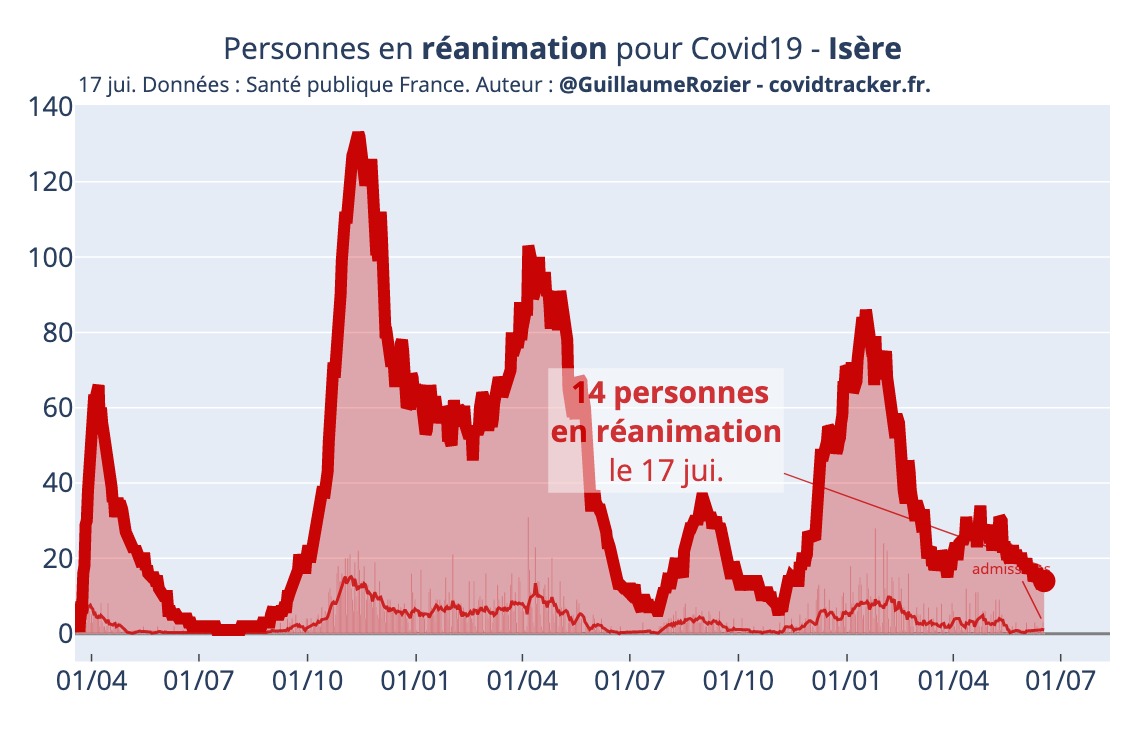 Personnes en réanimation pour Covid19 - Isère
17 jui. Données : Santé publique France. Auteur : @GuillaumeRozier - covidtracker.fr.
140
120
100
80
60
40
20
0
14 personnes
en réanimation
le 17 jui.
01/04 01/07 01/10 01/01 01/04 01/07 01/10 01/01 01/04 01/07